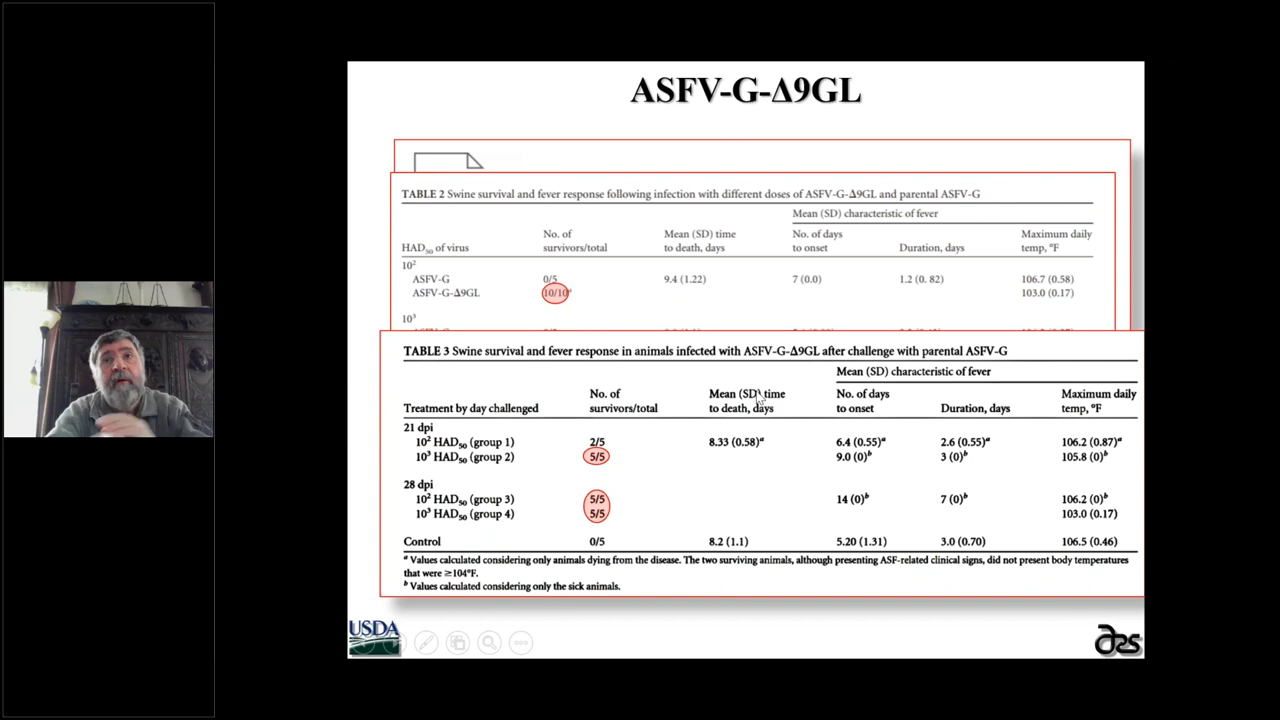 ASFV-G-Δ9GL
TABLE 2 Swine survival and fever response following infection with different doses of ASFV-G-Δ9GL and parental ASFV-G
Mean (SD) characteristic of fever
No. of Mean (SD) time No. of days Maximum daily
HAD50 of virus survivors/total to death, days to onset Duration, days temp, °F
10²
ASFV-G 0/5 9.4 (1.22) 7 (0.0) 1.2 (0. 82) 106.7 (0.58)
ASFV-G-Δ9GL 10/10 103.0 (0.17)
10³
TABLE 3 Swine survival and fever response in animals infected with ASFV-G-Δ9GL after challenge with parental ASFV-G
Mean (SD) characteristic of fever
No. of Mean (SD) time No. of days Maximum daily
Treatment by day challenged survivors/total to death, days to onset Duration, days temp, °F
21 dpi
10² HAD50 (group 1) 2/5 8.33 (0.58)ᵃ 6.4 (0.55)ᵃ 2.6 (0.55)ᵃ 106.2 (0.87)ᵃ
10³ HAD50 (group 2) 5/5 9.0 (0)ᵇ 3 (0)ᵇ 105.8 (0)ᵇ
28 dpi
10² HAD50 (group 3) 5/5 14 (0)ᵇ 7 (0)ᵇ 106.2 (0)ᵇ
10³ HAD50 (group 4) 5/5 103.0 (0.17)
Control 0/5 8.2 (1.1) 5.20 (1.31) 3.0 (0.70) 106.5 (0.46)
ᵃ Values calculated considering only animals dying from the disease. The two surviving animals, although presenting ASF-related clinical signs, did not present body temperatures
that were ≥104°F.
ᵇ Values calculated considering only the sick animals.
USDA
ars